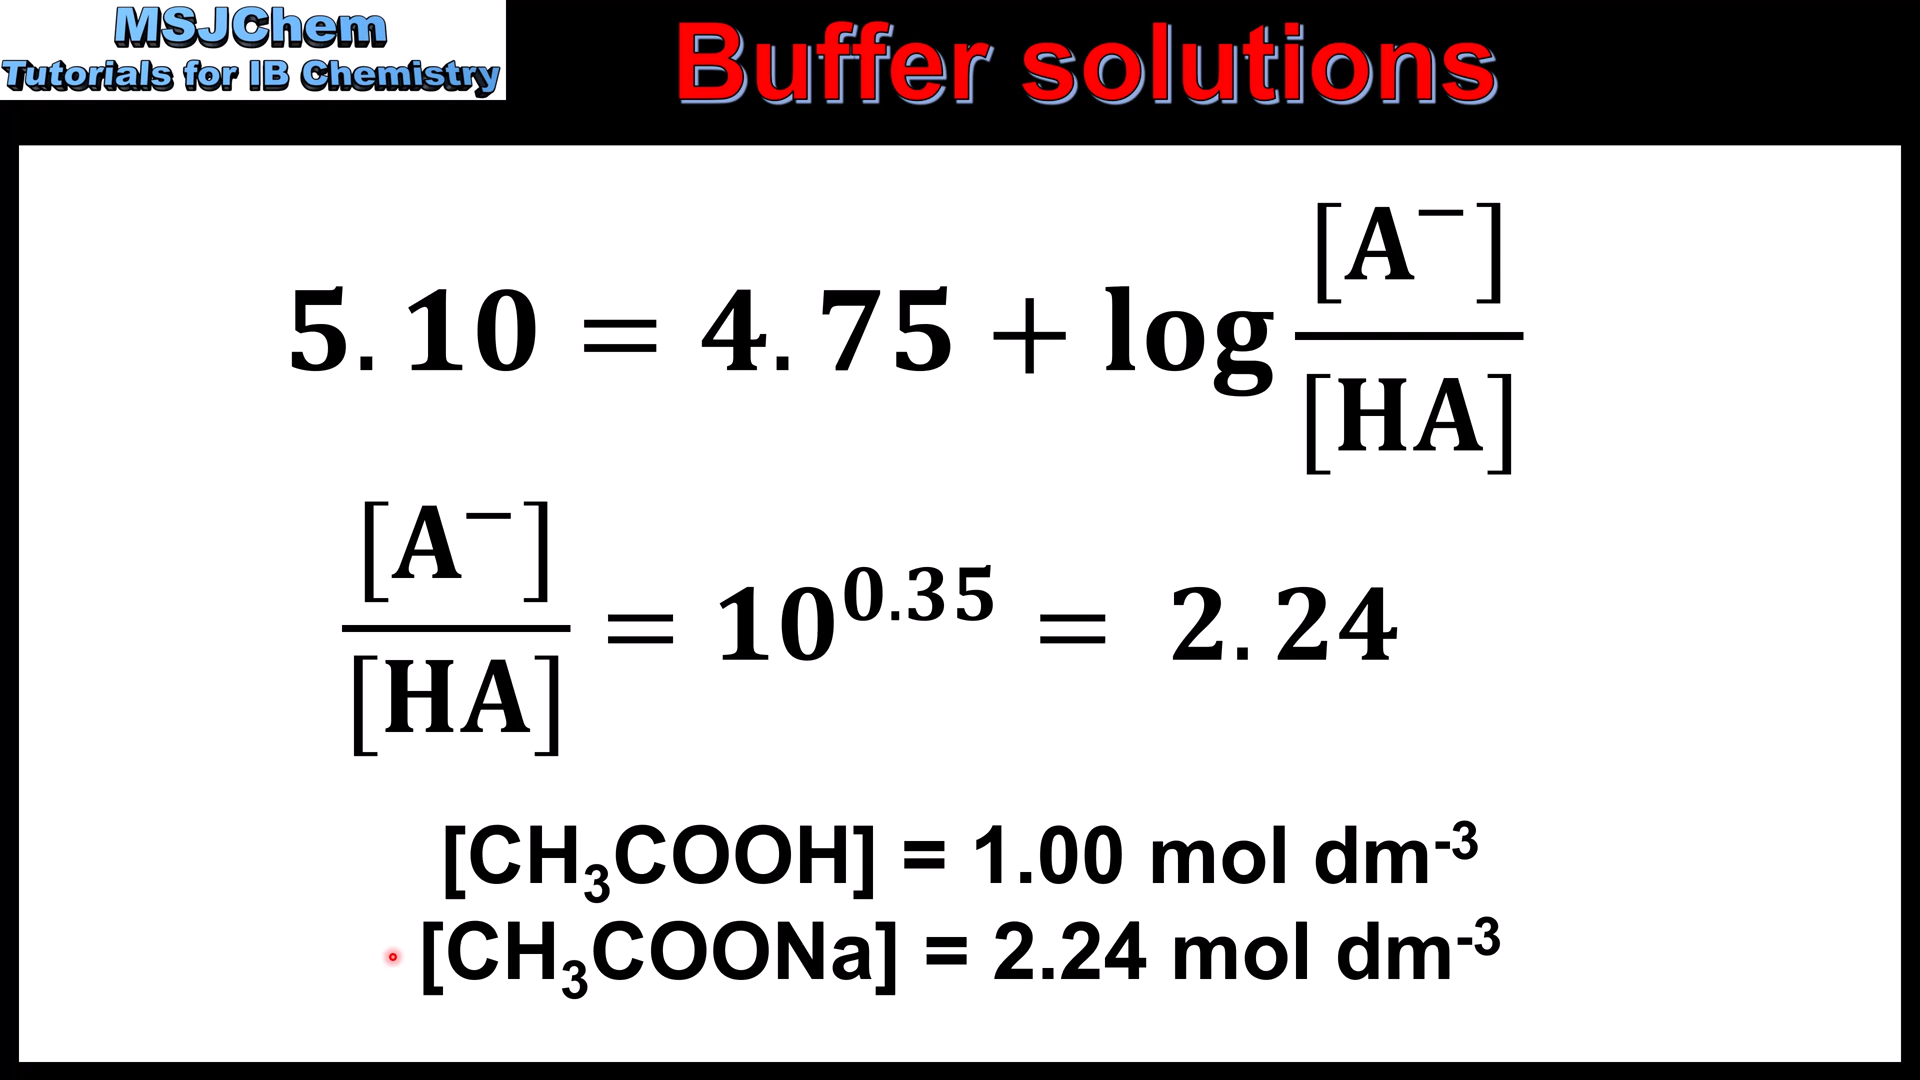 MSJChem
Tutorials for IB Chemistry
Buffer solutions
5.10 = 4.75 + log [A⁻]/[HA]
[A⁻]/[HA] = 10^0.35 = 2.24
[CH₃COOH] = 1.00 mol dm⁻³
[CH₃COONa] = 2.24 mol dm⁻³